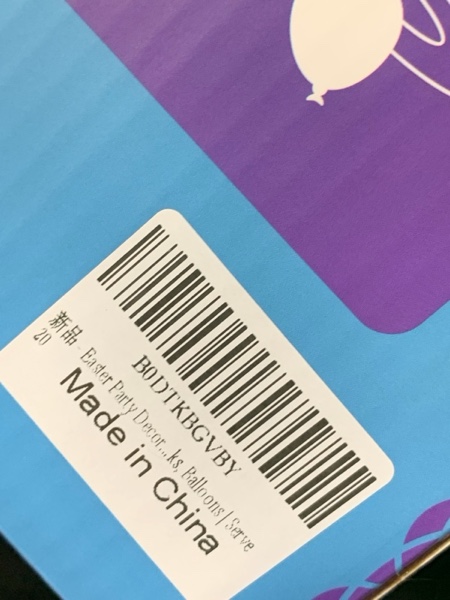 B0DTKBGVBY
新品 - Easter Party Decor...ks, Balloons | Serve
20
Made in China